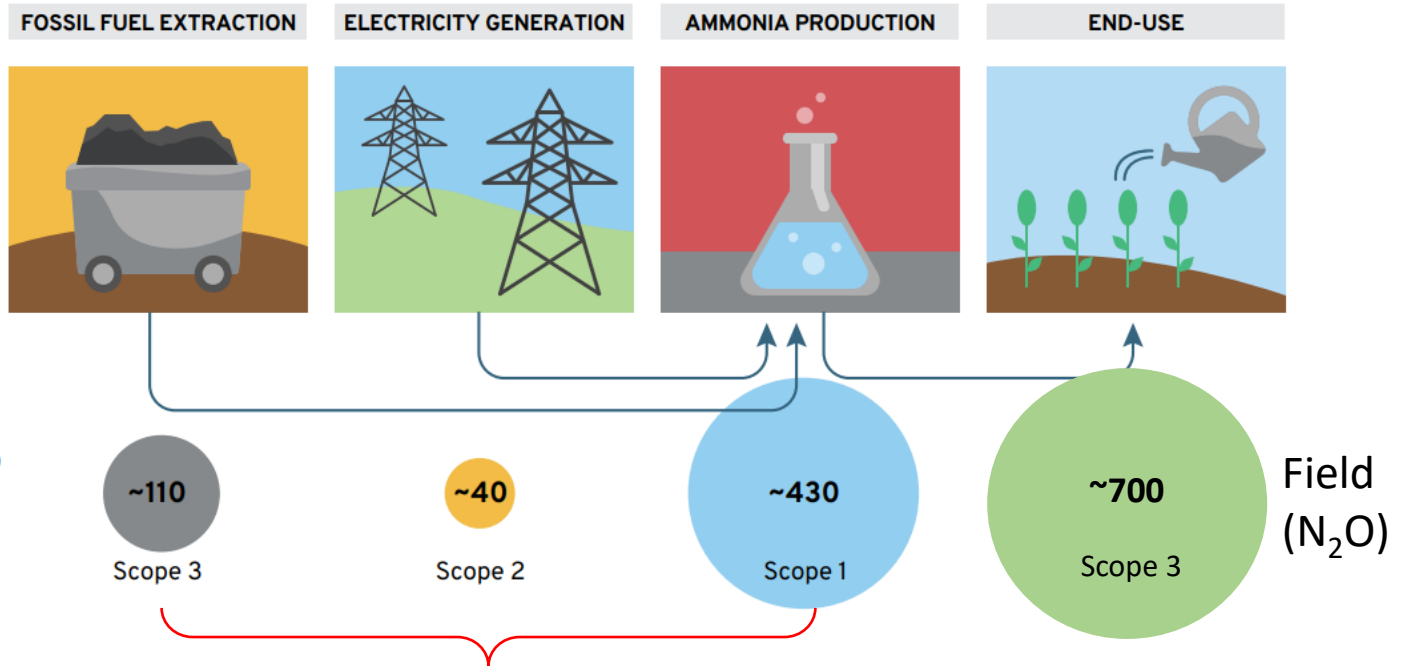 FOSSIL FUEL EXTRACTION
ELECTRICITY GENERATION
AMMONIA PRODUCTION
END-USE
~110
~40
~430
~700
Scope 3
Scope 2
Scope 1
Scope 3
Field
(N₂O)